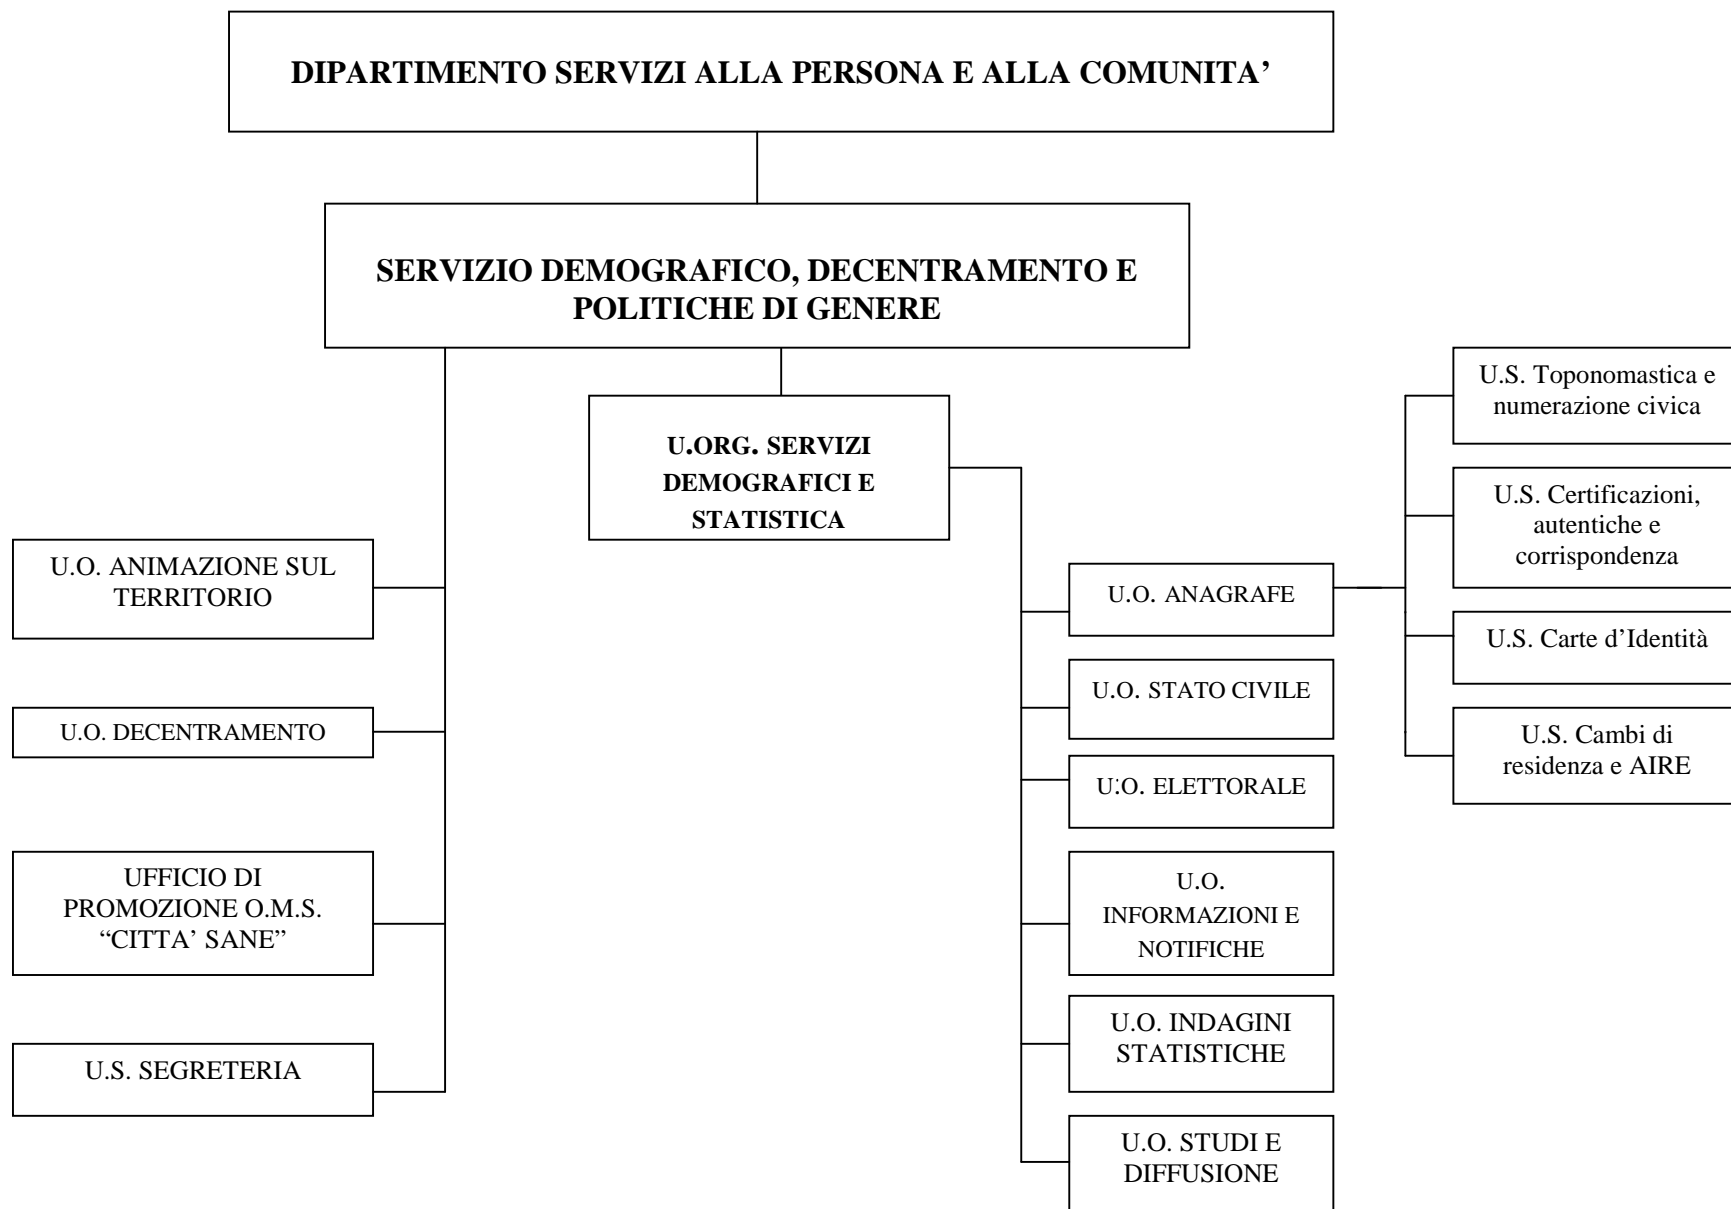 DIPARTIMENTO SERVIZI ALLA PERSONA E ALLA COMUNITA’
SERVIZIO DEMOGRAFICO, DECENTRAMENTO E
POLITICHE DI GENERE
U.ORG. SERVIZI
DEMOGRAFICI E
STATISTICA
U.O. ANIMAZIONE SUL
TERRITORIO
U.O. DECENTRAMENTO
UFFICIO DI
PROMOZIONE O.M.S.
“CITTA’ SANE”
U.S. SEGRETERIA
U.O. ANAGRAFE
U.O. STATO CIVILE
U.O. ELETTORALE
U.O.
INFORMAZIONI E
NOTIFICHE
U.O. INDAGINI
STATISTICHE
U.O. STUDI E
DIFFUSIONE
U.S. Toponomastica e
numerazione civica
U.S. Certificazioni,
autentiche e
corrispondenza
U.S. Carte d’Identità
U.S. Cambi di
residenza e AIRE